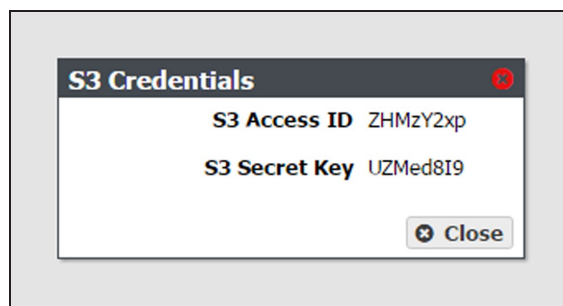 S3 Credentials
S3 Access ID ZHMzY2xp
S3 Secret Key UZMed8I9
Close